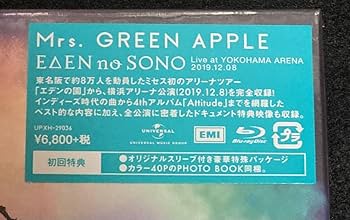 Mrs. GREEN APPLE
EDEN no SONO Live at YOKOHAMA ARENA
2019.12.08
東名阪で約8万人を動員したミセス初のアリーナツアー
「エデンの園」から、横浜アリーナ公演(2019.12.8)を完全収録!
インディーズ時代の曲から4thアルバム「Attitude」までを網羅した
ベスト的な内容に加え、全公演に密着したドキュメント特典映像も収録。
UPXH-29036
¥6,800+税
UNIVERSAL
UNIVERSAL MUSIC GROUP
EMI
Blu-ray Disc
プラ
初回特典
●オリジナルスリーブ付き豪華特殊パッケージ
●カラー40PのPHOTO BOOK同梱。